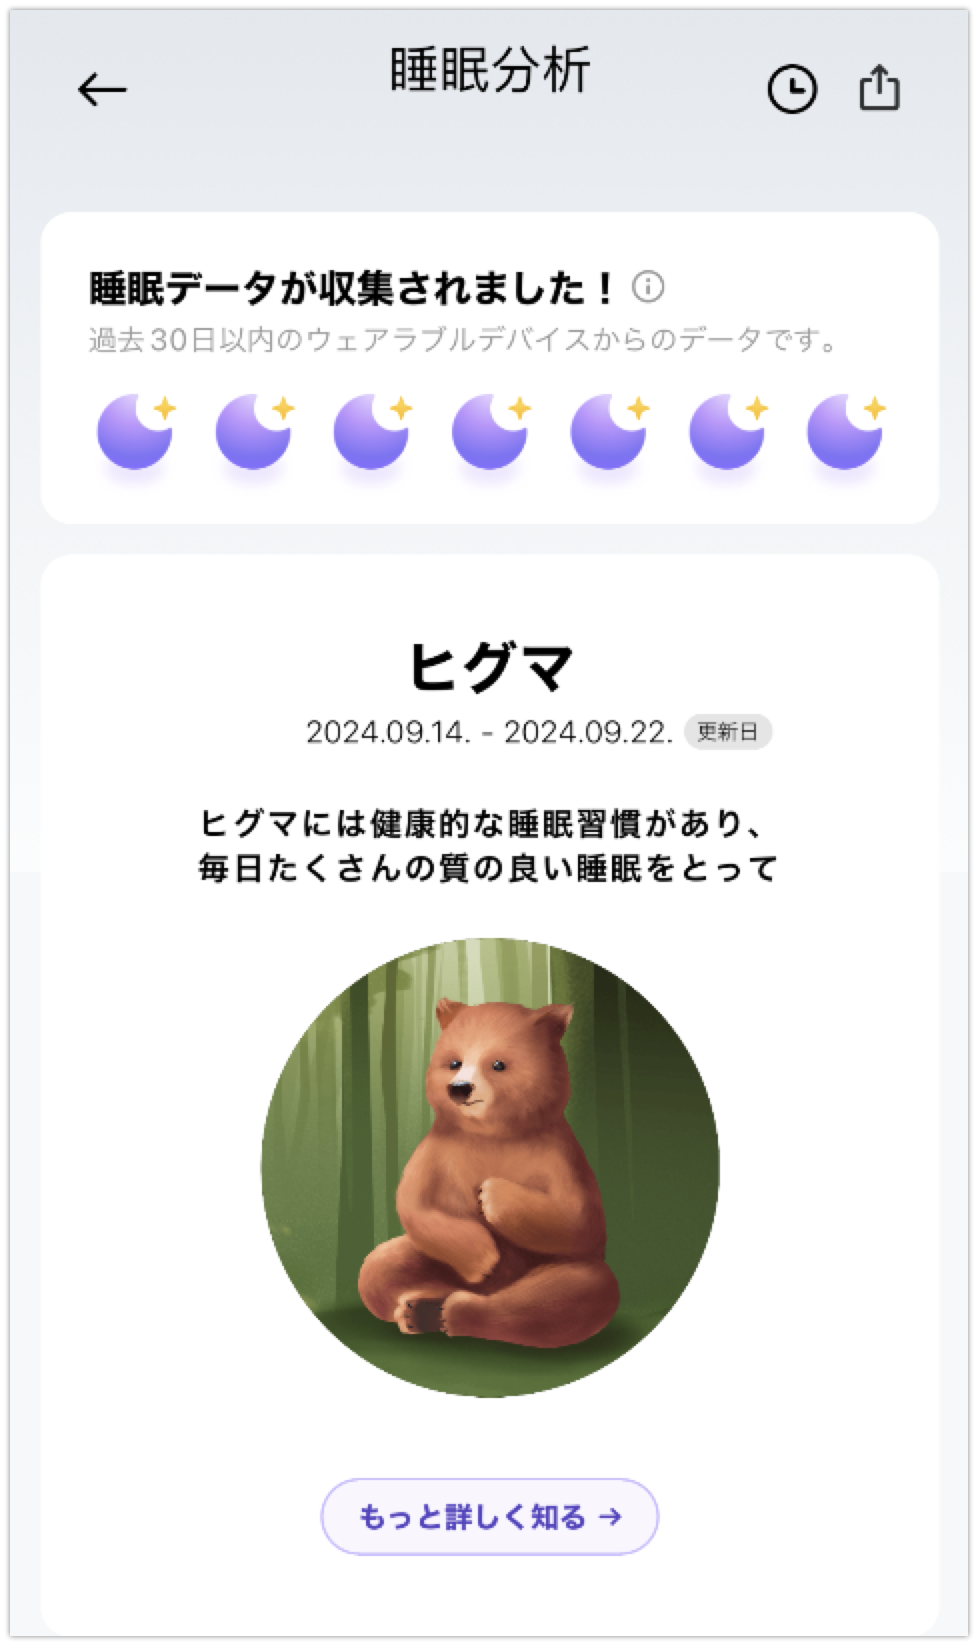 睡眠分析
睡眠データが収集されました！
過去30日以内のウェアラブルデバイスからのデータです。
ヒグマ
2024.09.14. - 2024.09.22. 更新日
ヒグマには健康的な睡眠習慣があり、
毎日たくさんの質の良い睡眠をとって
もっと詳しく知る →